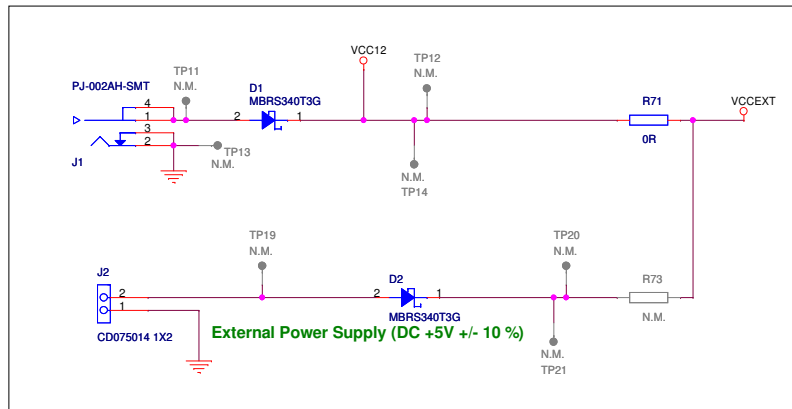 VCC12
TP12
N.M.
TP11
N.M.
PJ-002AH-SMT
D1
MBRS340T3G
R71
VCCEXT
4
1
2
1
0R
3
2
TP13
N.M.
J1
N.M.
TP14
TP19
N.M.
TP20
N.M.
J2
D2
R73
2
2
1
1
MBRS340T3G
N.M.
CD075014 1X2
External Power Supply (DC +5V +/- 10 %)
N.M.
TP21